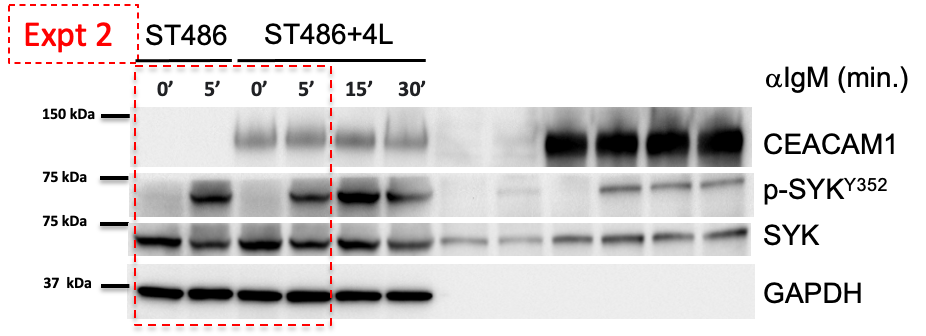 Expt 2
ST486 ST486+4L
0’ 5’ 0’ 5’ 15’ 30’ αIgM (min.)
150 kDa CEACAM1
75 kDa p-SYKY352
75 kDa SYK
37 kDa GAPDH